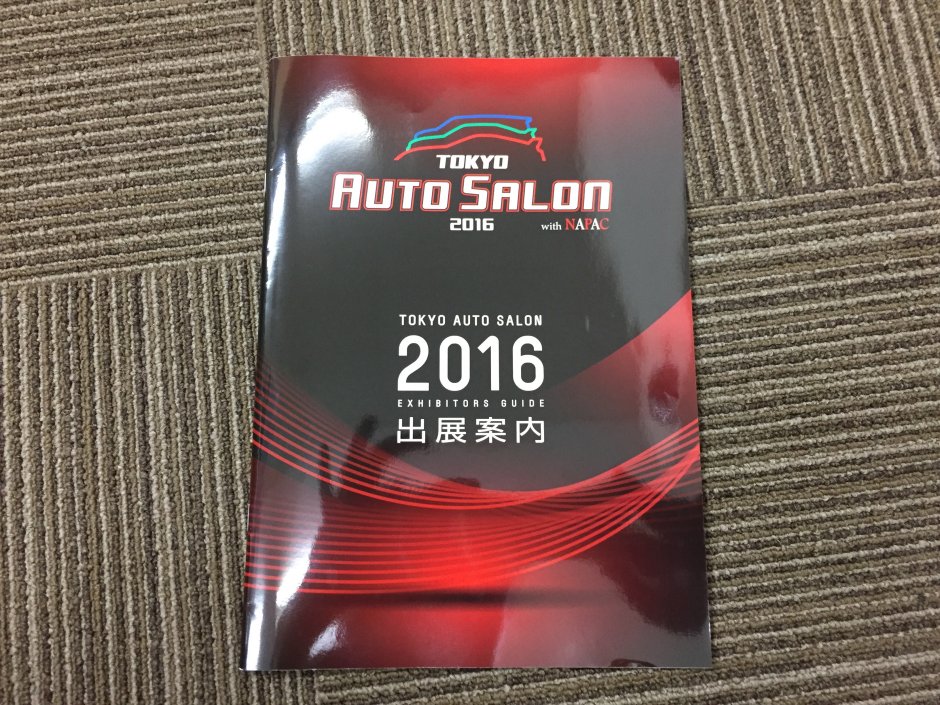 TOKYO
AUTO SALON
2016 with NAPAC
TOKYO AUTO SALON
2016
EXHIBITORS GUIDE
出展案内